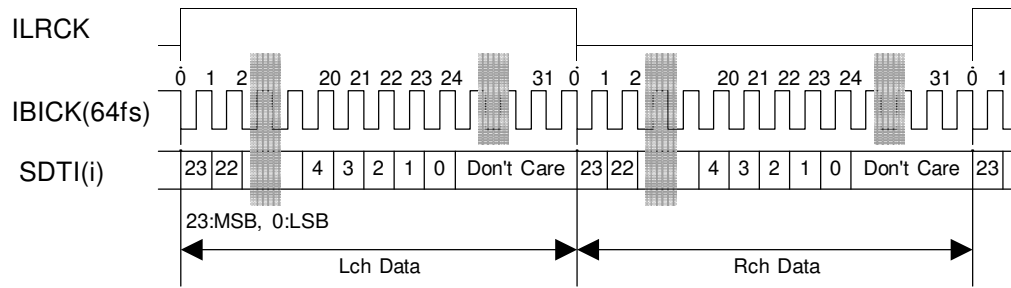 ILRCK
0 1 2 20 21 22 23 24 31 0 1 2 20 21 22 23 24 31 0 1
IBICK(64fs)
SDTI(i) 23 22 4 3 2 1 0 Don't Care 23 22 4 3 2 1 0 Don't Care 23
23:MSB, 0:LSB
Lch Data Rch Data